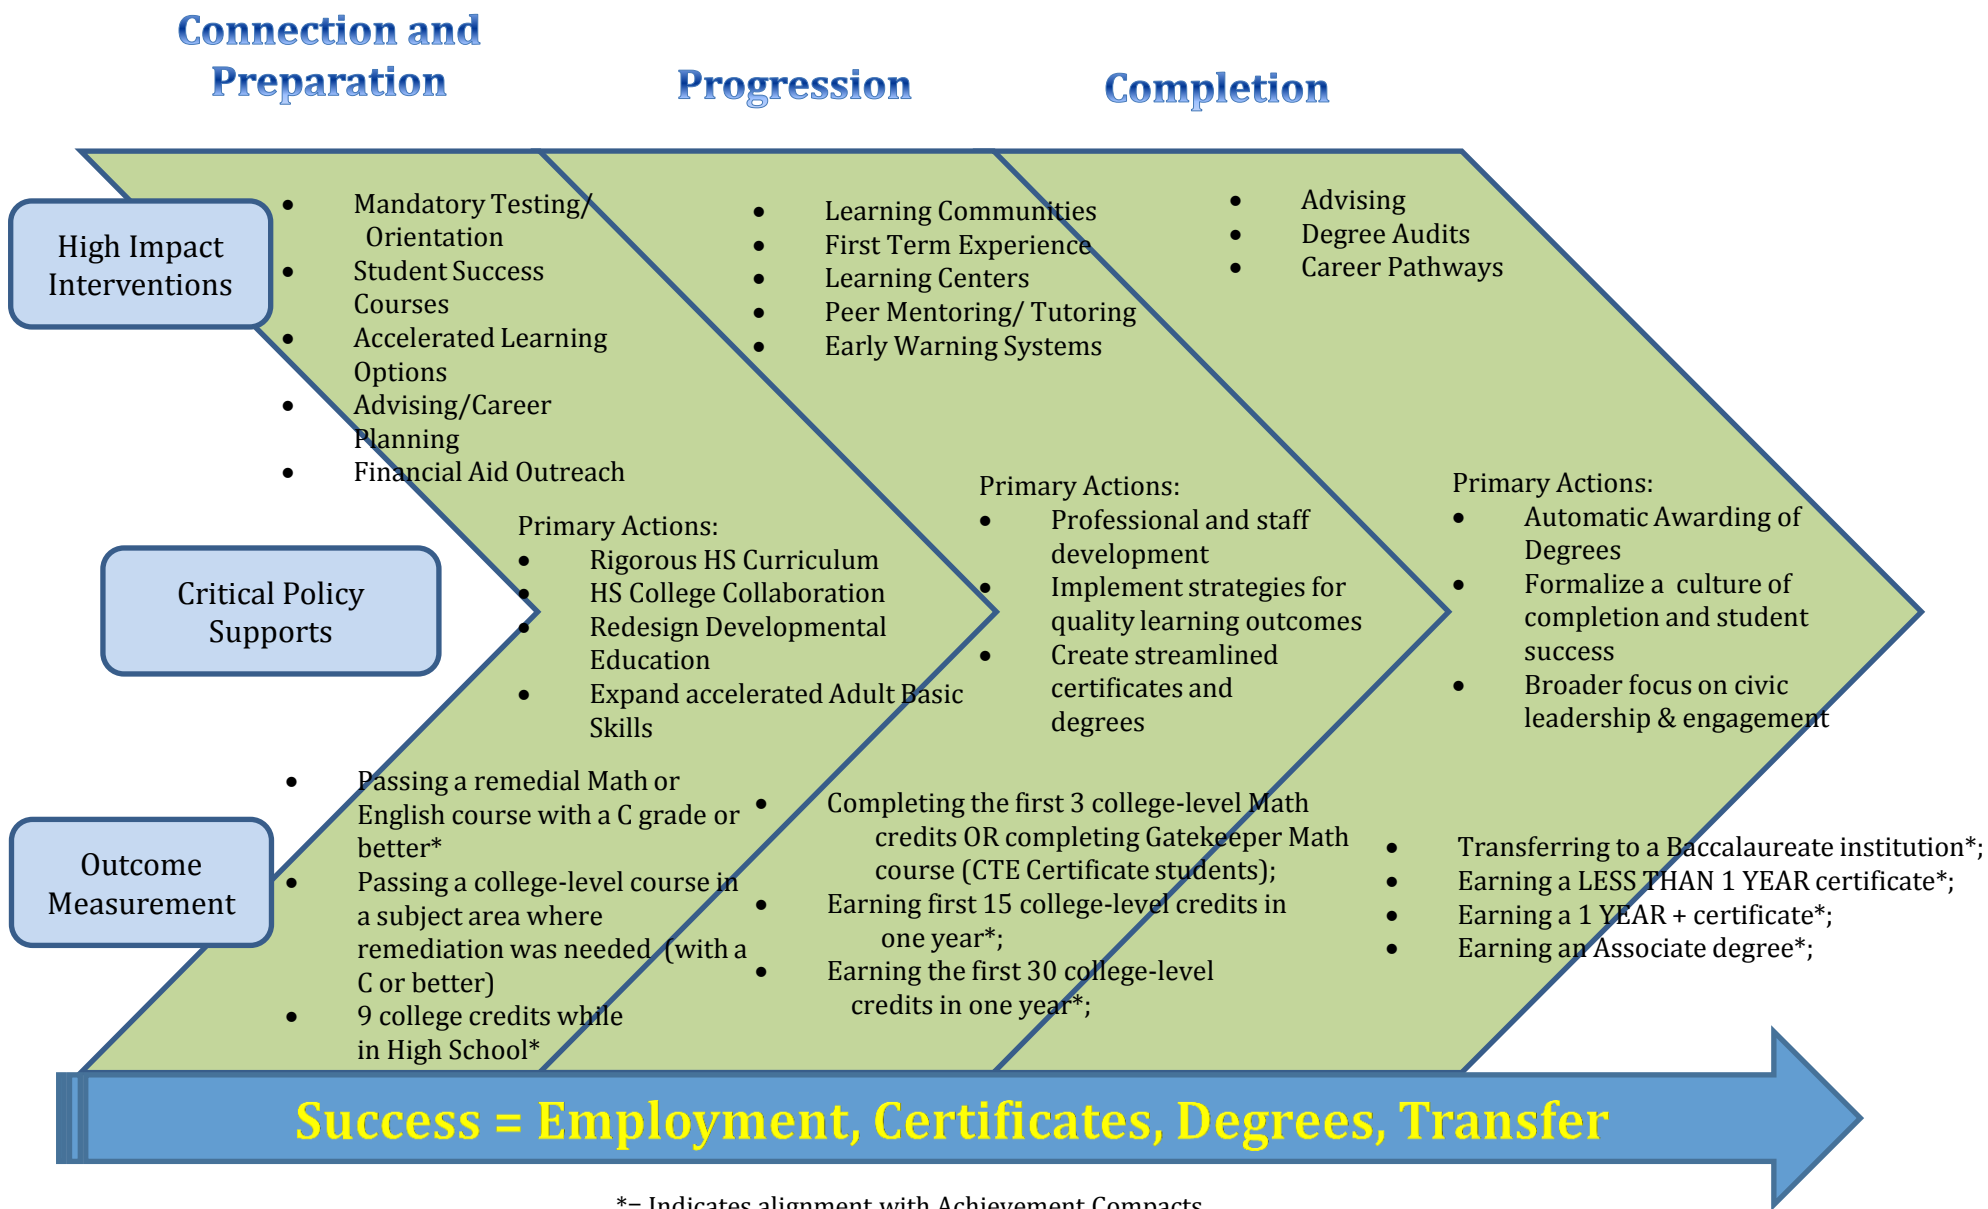 Connection and
Preparation
Progression
Completion
High Impact
Interventions
• Mandatory Testing/
Orientation
• Student Success
Courses
• Accelerated Learning
Options
• Advising/Career
Planning
• Financial Aid Outreach
• Learning Communities
• First Term Experience
• Learning Centers
• Peer Mentoring/ Tutoring
• Early Warning Systems
• Advising
• Degree Audits
• Career Pathways
Critical Policy
Supports
Primary Actions:
• Rigorous HS Curriculum
• HS College Collaboration
• Redesign Developmental
Education
• Expand accelerated Adult Basic
Skills
Primary Actions:
• Professional and staff
development
• Implement strategies for
quality learning outcomes
• Create streamlined
certificates and
degrees
Primary Actions:
• Automatic Awarding of
Degrees
• Formalize a culture of
completion and student
success
• Broader focus on civic
leadership & engagement
Outcome
Measurement
• Passing a remedial Math or
English course with a C grade or
better*
• Passing a college-level course in
a subject area where
remediation was needed (with a
C or better)
• 9 college credits while
in High School*
• Completing the first 3 college-level Math
credits OR completing Gatekeeper Math
course (CTE Certificate students);
• Earning first 15 college-level credits in
one year*;
• Earning the first 30 college-level
credits in one year*;
• Transferring to a Baccalaureate institution*;
• Earning a LESS THAN 1 YEAR certificate*;
• Earning a 1 YEAR + certificate*;
• Earning an Associate degree*;
Success = Employment, Certificates, Degrees, Transfer
*= Indicates alignment with Achievement Compacts